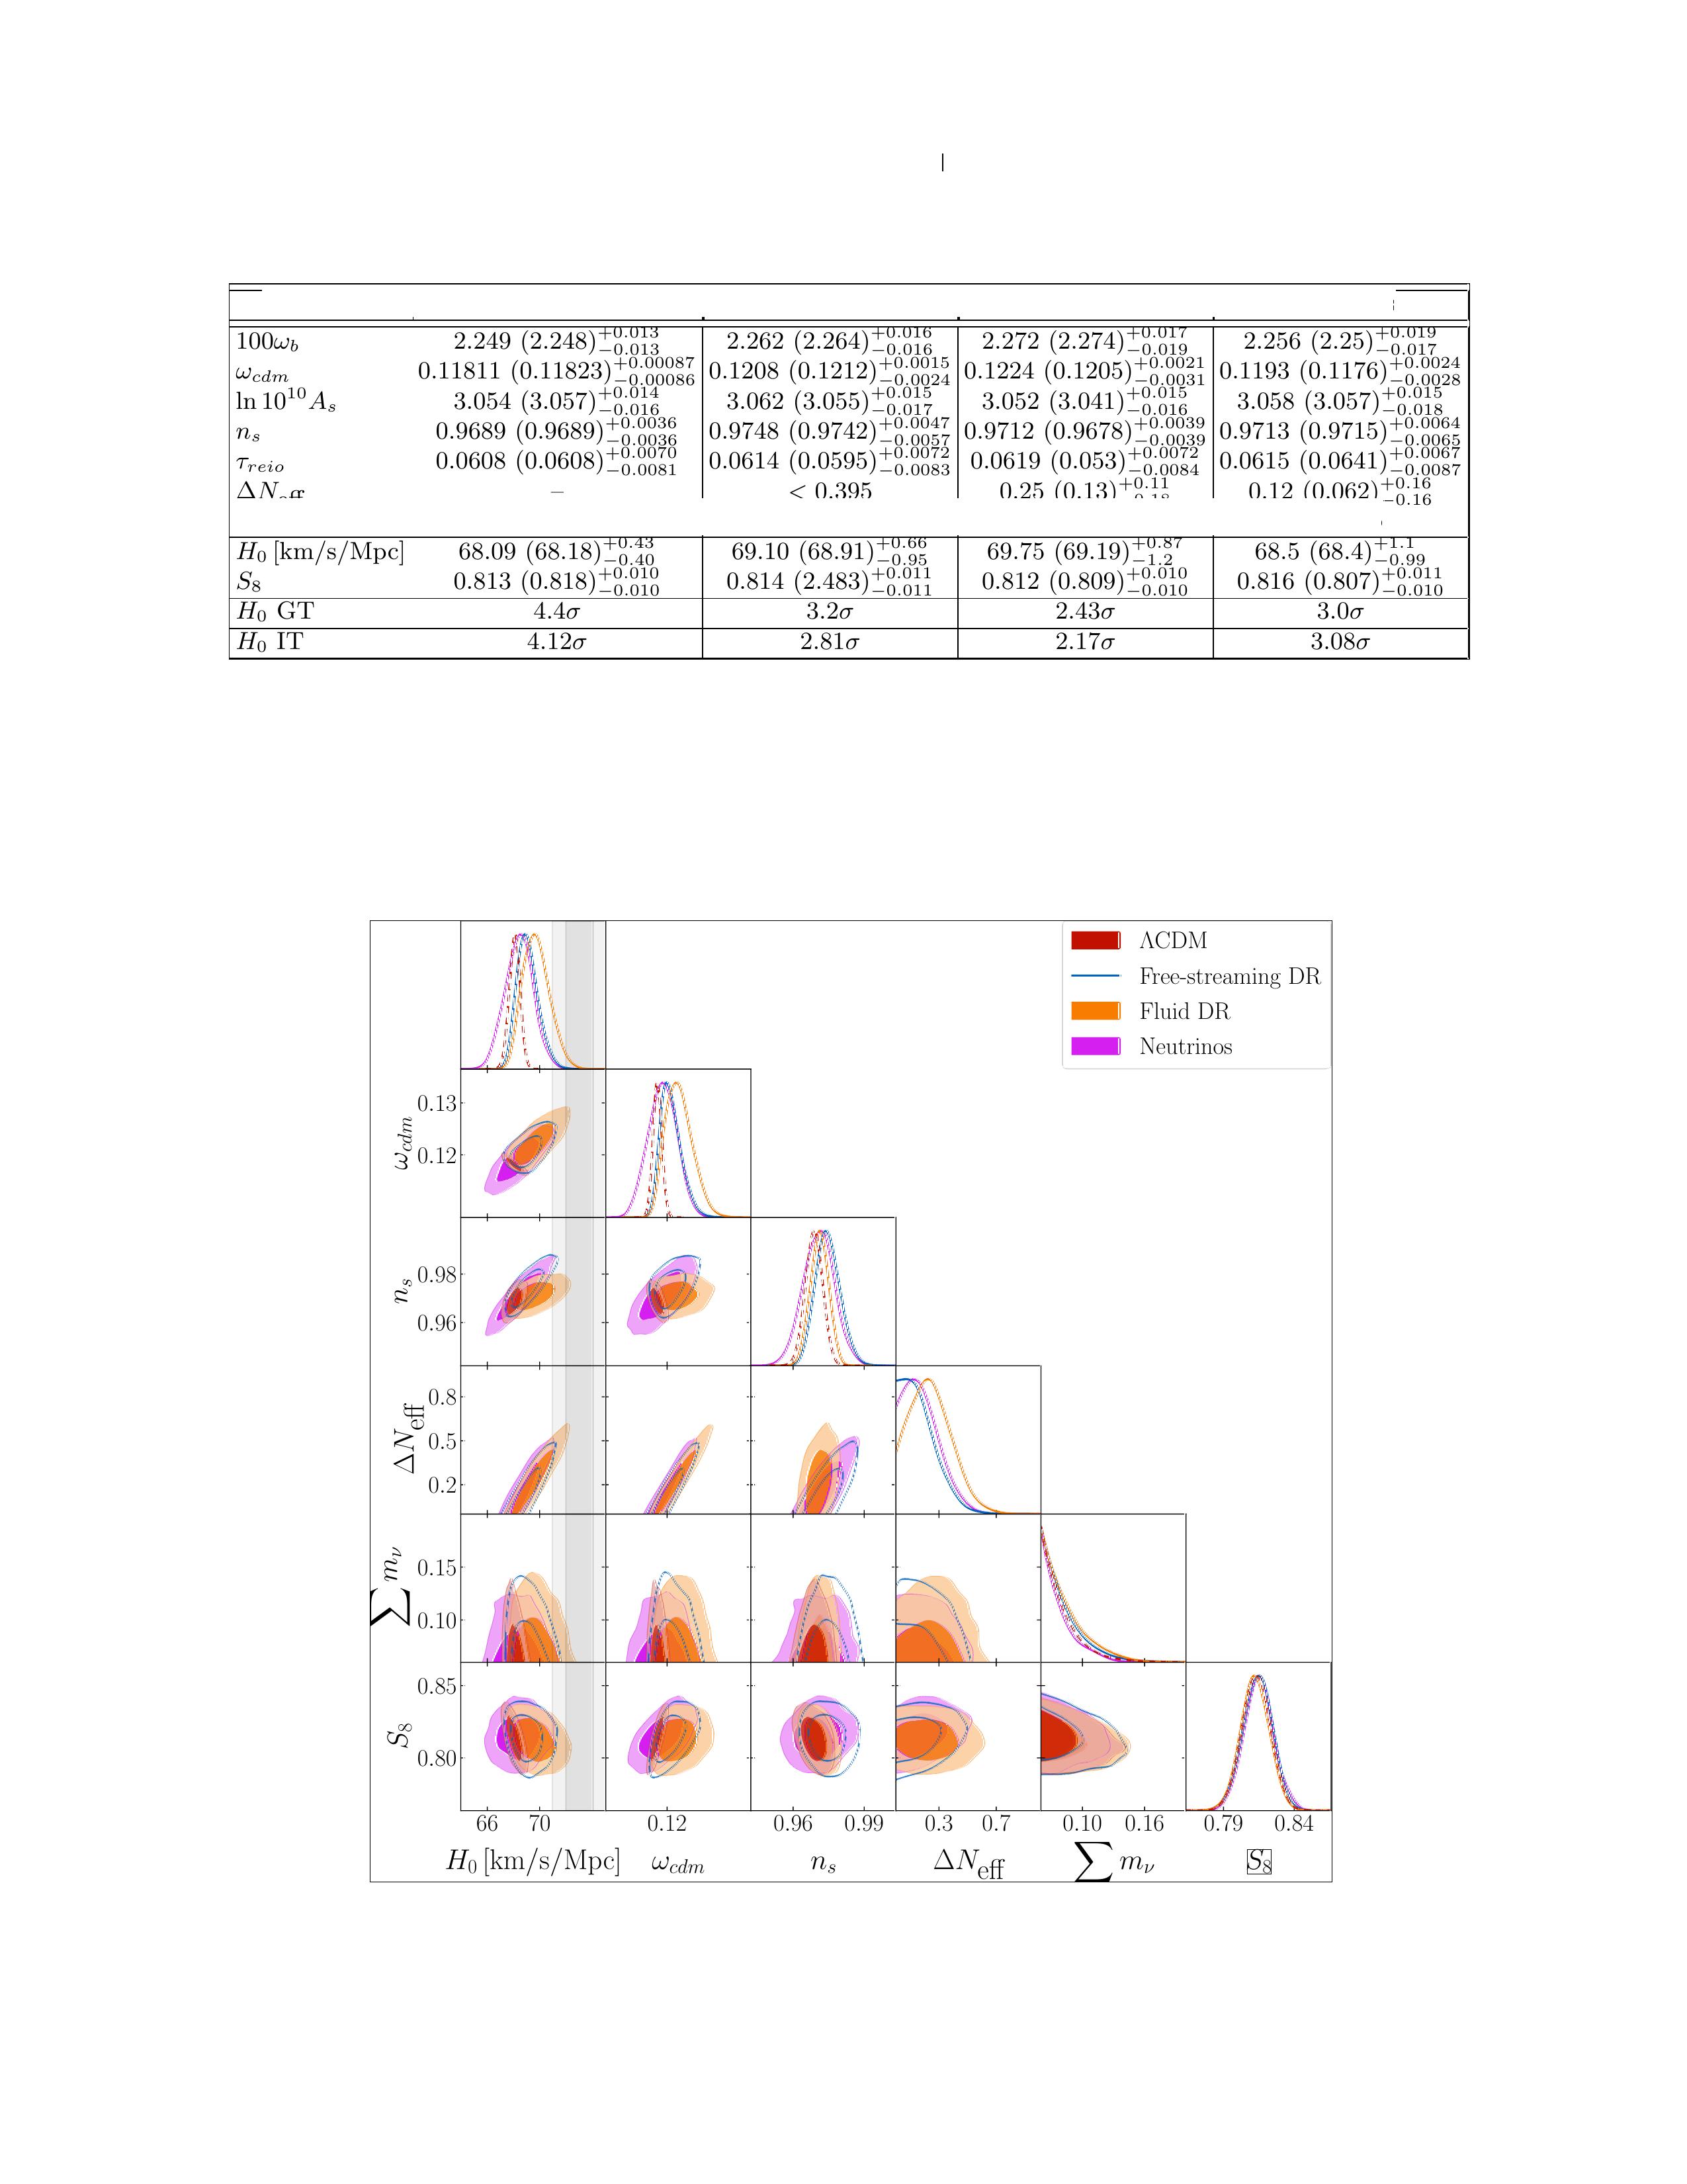 100ω_b 2.249 (2.248)^{+0.013}_{−0.013} 2.262 (2.264)^{+0.016}_{−0.016} 2.272 (2.274)^{+0.017}_{−0.019} 2.256 (2.25)^{+0.019}_{−0.017}
ω_{cdm} 0.11811 (0.11823)^{+0.00087}_{−0.00086} 0.1208 (0.1212)^{+0.0015}_{−0.0024} 0.1224 (0.1205)^{+0.0021}_{−0.0031} 0.1193 (0.1176)^{+0.0024}_{−0.0028}
ln 10^{10}A_s 3.054 (3.057)^{+0.014}_{−0.016} 3.062 (3.055)^{+0.015}_{−0.017} 3.052 (3.041)^{+0.015}_{−0.016} 3.058 (3.057)^{+0.015}_{−0.018}
n_s 0.9689 (0.9689)^{+0.0036}_{−0.0036} 0.9748 (0.9742)^{+0.0047}_{−0.0057} 0.9712 (0.9678)^{+0.0039}_{−0.0039} 0.9713 (0.9715)^{+0.0064}_{−0.0065}
τ_{reio} 0.0608 (0.0608)^{+0.0070}_{−0.0081} 0.0614 (0.0595)^{+0.0072}_{−0.0083} 0.0619 (0.053)^{+0.0072}_{−0.0084} 0.0615 (0.0641)^{+0.0067}_{−0.0087}
ΔN_{eff} – < 0.395 0.25 (0.13)^{+0.11}_{−0.18} 0.12 (0.062)^{+0.16}_{−0.16}
H_0 [km/s/Mpc] 68.09 (68.18)^{+0.43}_{−0.40} 69.10 (68.91)^{+0.66}_{−0.95} 69.75 (69.19)^{+0.87}_{−1.2} 68.5 (68.4)^{+1.1}_{−0.99}
S_8 0.813 (0.818)^{+0.010}_{−0.010} 0.814 (2.483)^{+0.011}_{−0.011} 0.812 (0.809)^{+0.010}_{−0.010} 0.816 (0.807)^{+0.011}_{−0.010}
H_0 GT 4.4σ 3.2σ 2.43σ 3.0σ
H_0 IT 4.12σ 2.81σ 2.17σ 3.08σ
ΛCDM
Free-streaming DR
Fluid DR
Neutrinos
0.13
ω_{cdm}
0.12
0.98
n_s
0.96
0.8
ΔN_{eff}
0.5
0.2
∑ m_ν
0.15
0.10
0.85
S_8
0.80
66 70 0.12 0.96 0.99 0.3 0.7 0.10 0.16 0.79 0.84
H_0 [km/s/Mpc] ω_{cdm} n_s ΔN_{eff} ∑ m_ν S_8